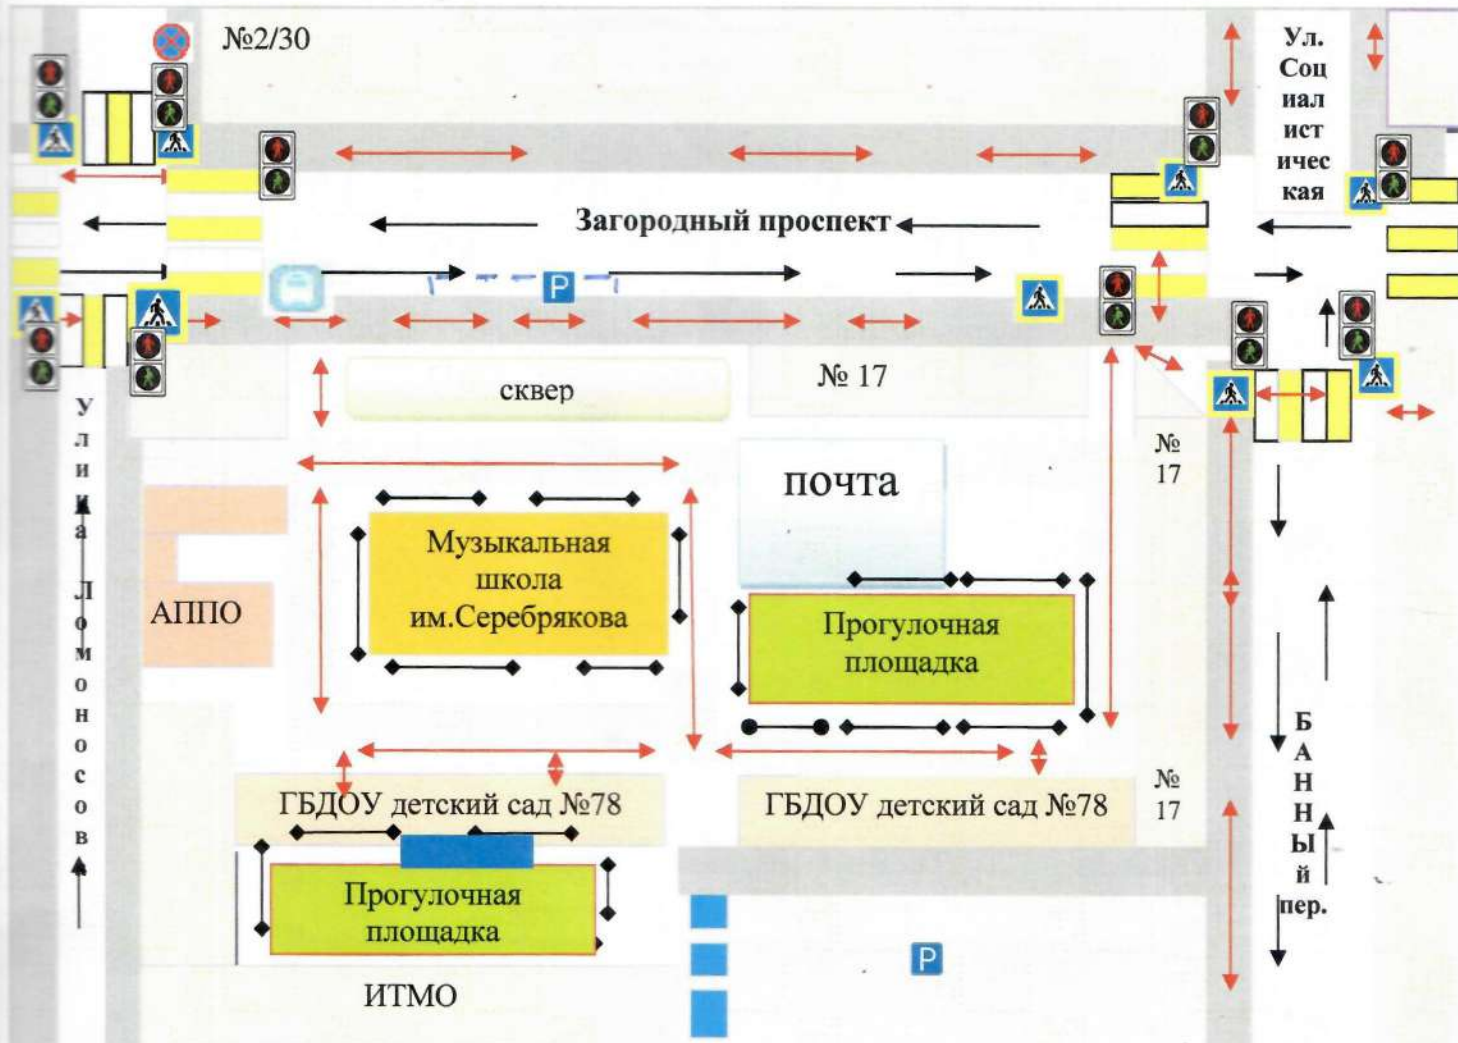 №2/30
Ул.
Соц
иал
ист
ичес
кая
Загородный проспект
P
сквер
№ 17
Улица Ломоносова
№
17
почта
Музыкальная
школа
им.Серебрякова
АППО
Прогулочная
площадка
ГБДОУ детский сад №78
ГБДОУ детский сад №78
№
17
БАННЫй
пер.
Прогулочная
площадка
P
ИТМО